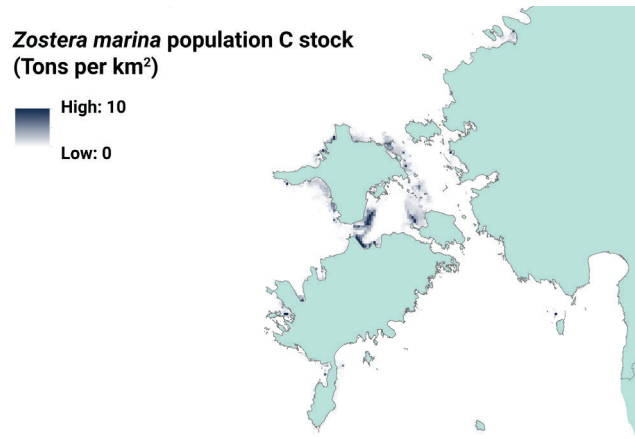 Zostera marina population C stock
(Tons per km²)
High: 10
Low: 0